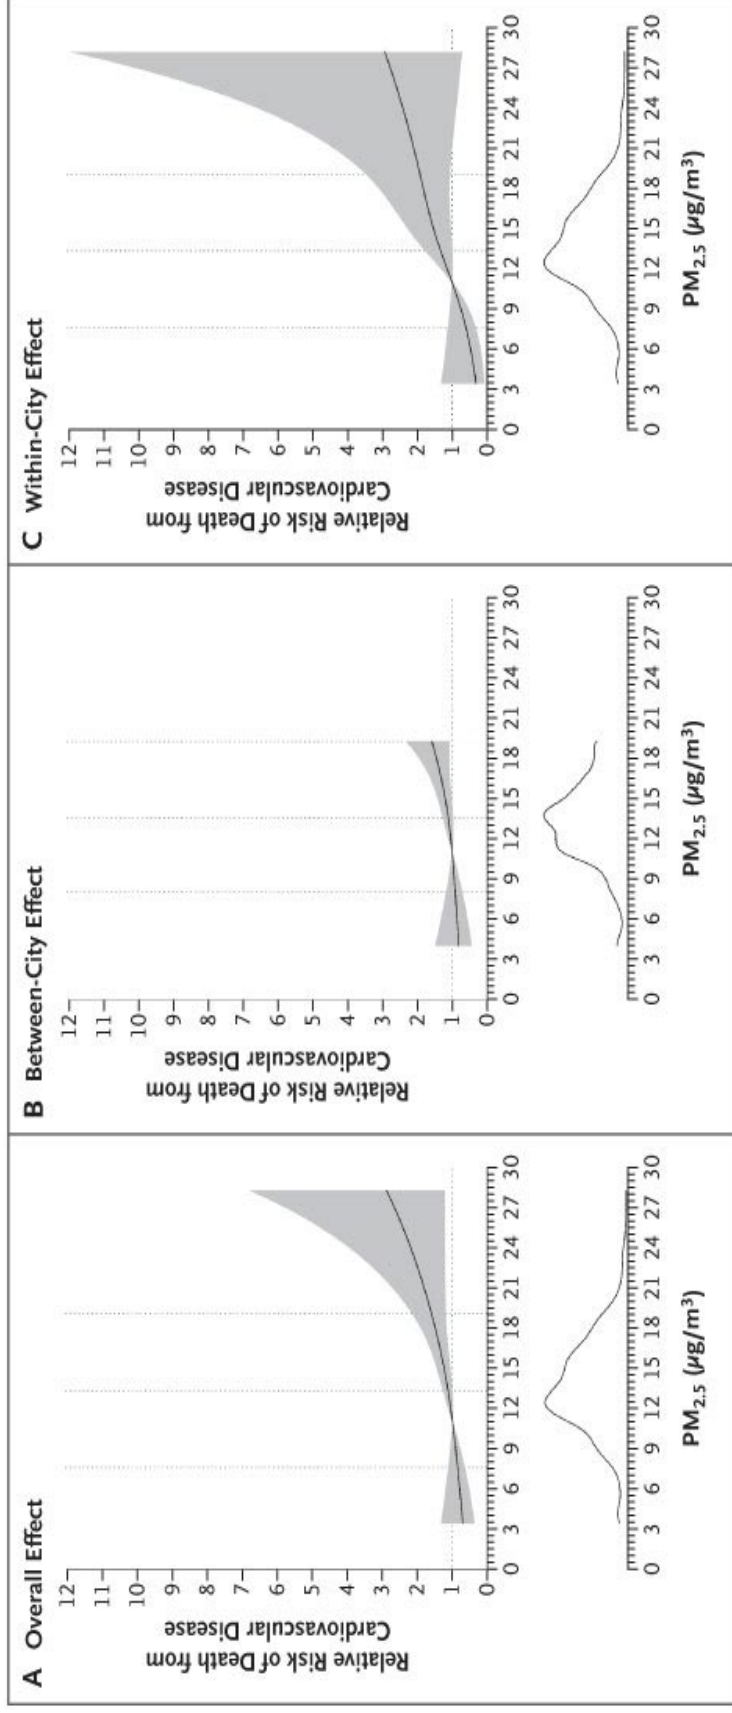 A Overall Effect
Relative Risk of Death from
Cardiovascular Disease
12
11
10
9
8
7
6
5
4
3
2
1
0
0 3 6 9 12 15 18 21 24 27 30
0 3 6 9 12 15 18 21 24 27 30
PM2.5 (µg/m³)
B Between-City Effect
Relative Risk of Death from
Cardiovascular Disease
12
11
10
9
8
7
6
5
4
3
2
1
0
0 3 6 9 12 15 18 21 24 27 30
0 3 6 9 12 15 18 21 24 27 30
PM2.5 (µg/m³)
C Within-City Effect
Relative Risk of Death from
Cardiovascular Disease
12
11
10
9
8
7
6
5
4
3
2
1
0
0 3 6 9 12 15 18 21 24 27 30
0 3 6 9 12 15 18 21 24 27 30
PM2.5 (µg/m³)